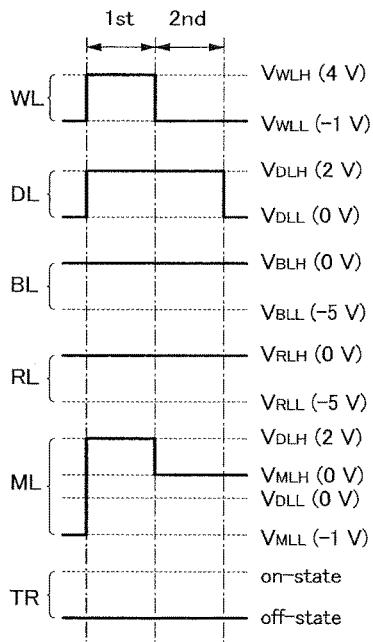 1st 2nd
VWLH (4 V)
WL
VWLL (−1 V)
VDLH (2 V)
DL
VDLL (0 V)
VBLH (0 V)
BL
VBLL (−5 V)
VRLH (0 V)
RL
VRLL (−5 V)
VDLH (2 V)
ML
VMLH (0 V)
VDLL (0 V)
VMLL (−1 V)
on-state
TR
off-state